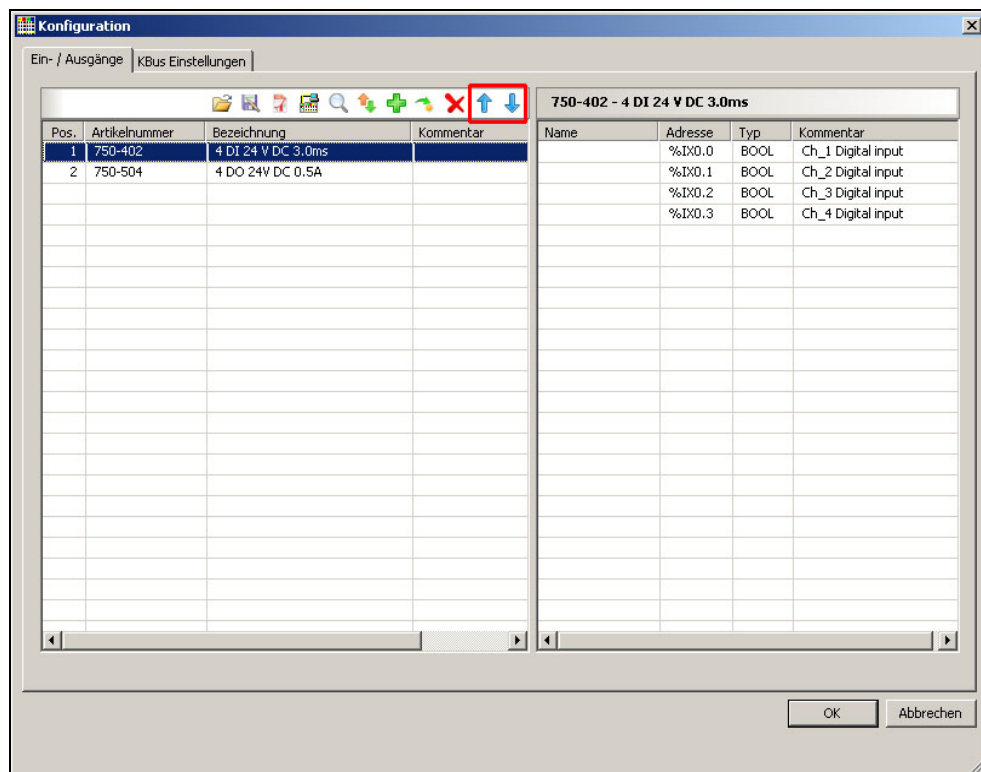 Konfiguration
Ein- / Ausgänge KBus Einstellungen
750-402 - 4 DI 24 V DC 3.0ms
Pos. Artikelnummer Bezeichnung Kommentar
1 750-402 4 DI 24 V DC 3.0ms
2 750-504 4 DO 24V DC 0.5A
Name Adresse Typ Kommentar
%IX0.0 BOOL Ch_1 Digital input
%IX0.1 BOOL Ch_2 Digital input
%IX0.2 BOOL Ch_3 Digital input
%IX0.3 BOOL Ch_4 Digital input
OK Abbrechen